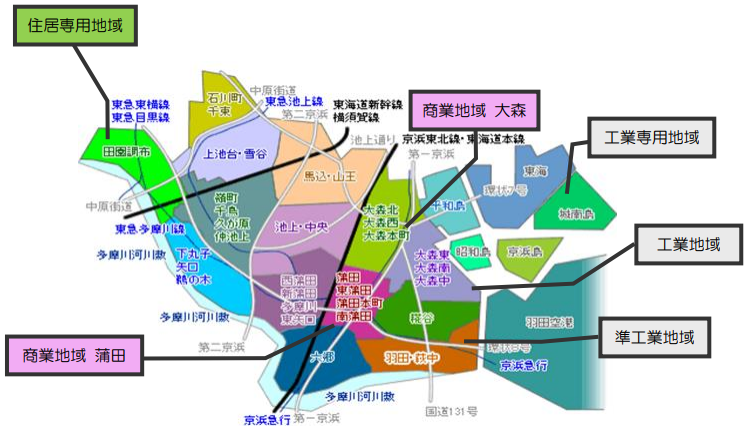 住居専用地域
東急東横線
東急目黒線
石川町
千束
中原街道
東急池上線
第二京浜
東海道新幹線
横須賀線
池上通り
商業地域 大森
京浜東北線・東海道本線
第一京浜
工業専用地域
田園調布
上池台・雪谷
馬込・山王
東海
環状7号
平和島
城南島
中原街道
東急多摩川線
嶺町
千鳥
久が原
仲池上
池上・中央
大森北
大森西
大森本町
昭和島
京浜島
工業地域
多摩川河川敷
下丸子
矢口
鵜の木
西蒲田
新蒲田
多摩川
東矢口
蒲田
東蒲田
蒲田本町
南蒲田
大森東
大森南
大森中
糀谷
羽田空港
多摩川河川敷
第二京浜
商業地域 蒲田
六郷
羽田・萩中
環状8号
京浜急行
準工業地域
多摩川河川敷
京浜急行
第一京浜
国道131号